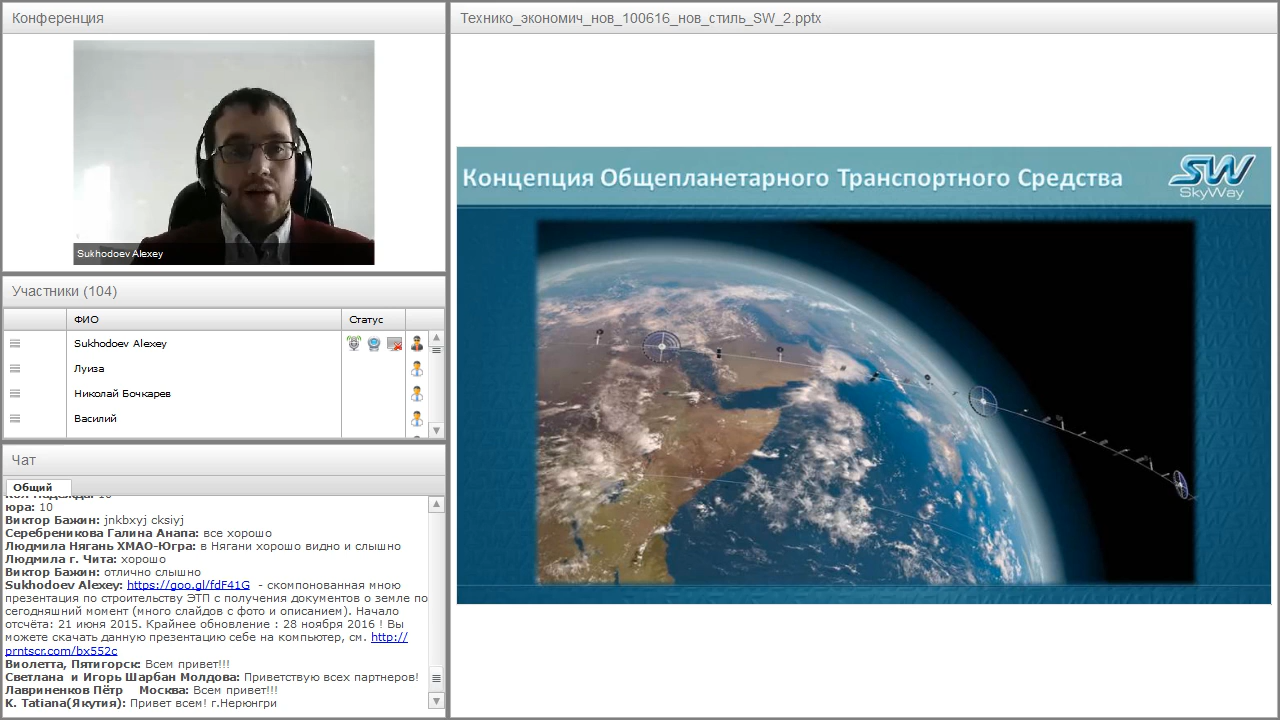 Конференция
Sukhodoev Alexey
Участники (104)
ФИО Статус
Sukhodoev Alexey
Луиза
Николай Бочкарев
Василий
Чат
Общий
юра: 10
Виктор Бажин: jnkbxyj cksiyj
Серебреникова Галина Анапа: все хорошо
Людмила Нягань ХМАО-Югра: в Нягани хорошо видно и слышно
Людмила г. Чита: хорошо
Виктор Бажин: отлично слышно
Sukhodoev Alexey: https://goo.gl/fdF41G - скомпонованная мною
презентация по строительству ЭТП с получения документов о земле по
сегодняшний момент (много слайдов с фото и описанием). Начало
отсчёта: 21 июня 2015. Крайнее обновление : 28 ноября 2016 ! Вы
можете скачать данную презентацию себе на компьютер, см. http://
prntscr.com/bx552c
Виолетта, Пятигорск: Всем привет!!!
Светлана и Игорь Шарбан Молдова: Приветствую всех партнеров!
Лавриненков Пётр Москва: Всем привет!!!
K. Tatiana(Якутия): Привет всем! г.Нерюнгри
Технико_экономич_нов_100616_нов_стиль_SW_2.pptx
Концепция Общепланетарного Транспортного Средства
SW
SkyWay